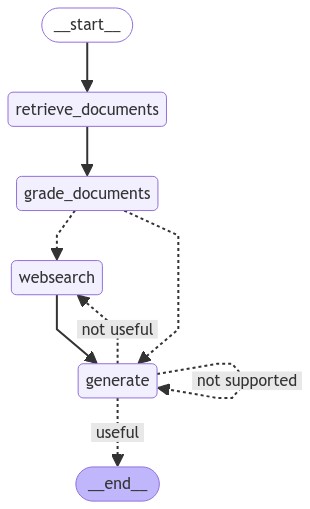 __start__
retrieve_documents
grade_documents
websearch
not useful
generate
not supported
useful
__end__